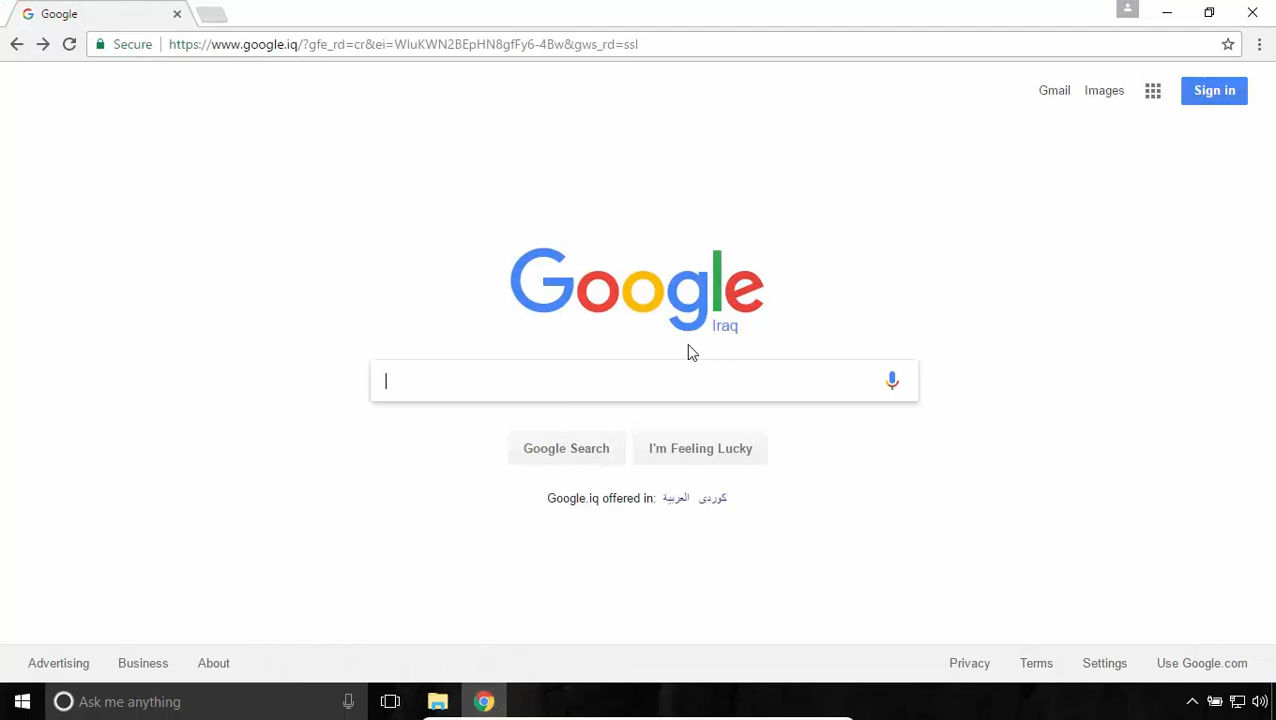 Google
Secure
https://www.google.iq/?gfe_rd=cr&ei=WIuKWN2BEpHN8gfFy6-4Bw&gws_rd=ssl
Gmail Images Sign in
Google
Iraq
Google Search I'm Feeling Lucky
Google.iq offered in: العربية كوردی
Advertising Business About Privacy Terms Settings Use Google.com
Ask me anything